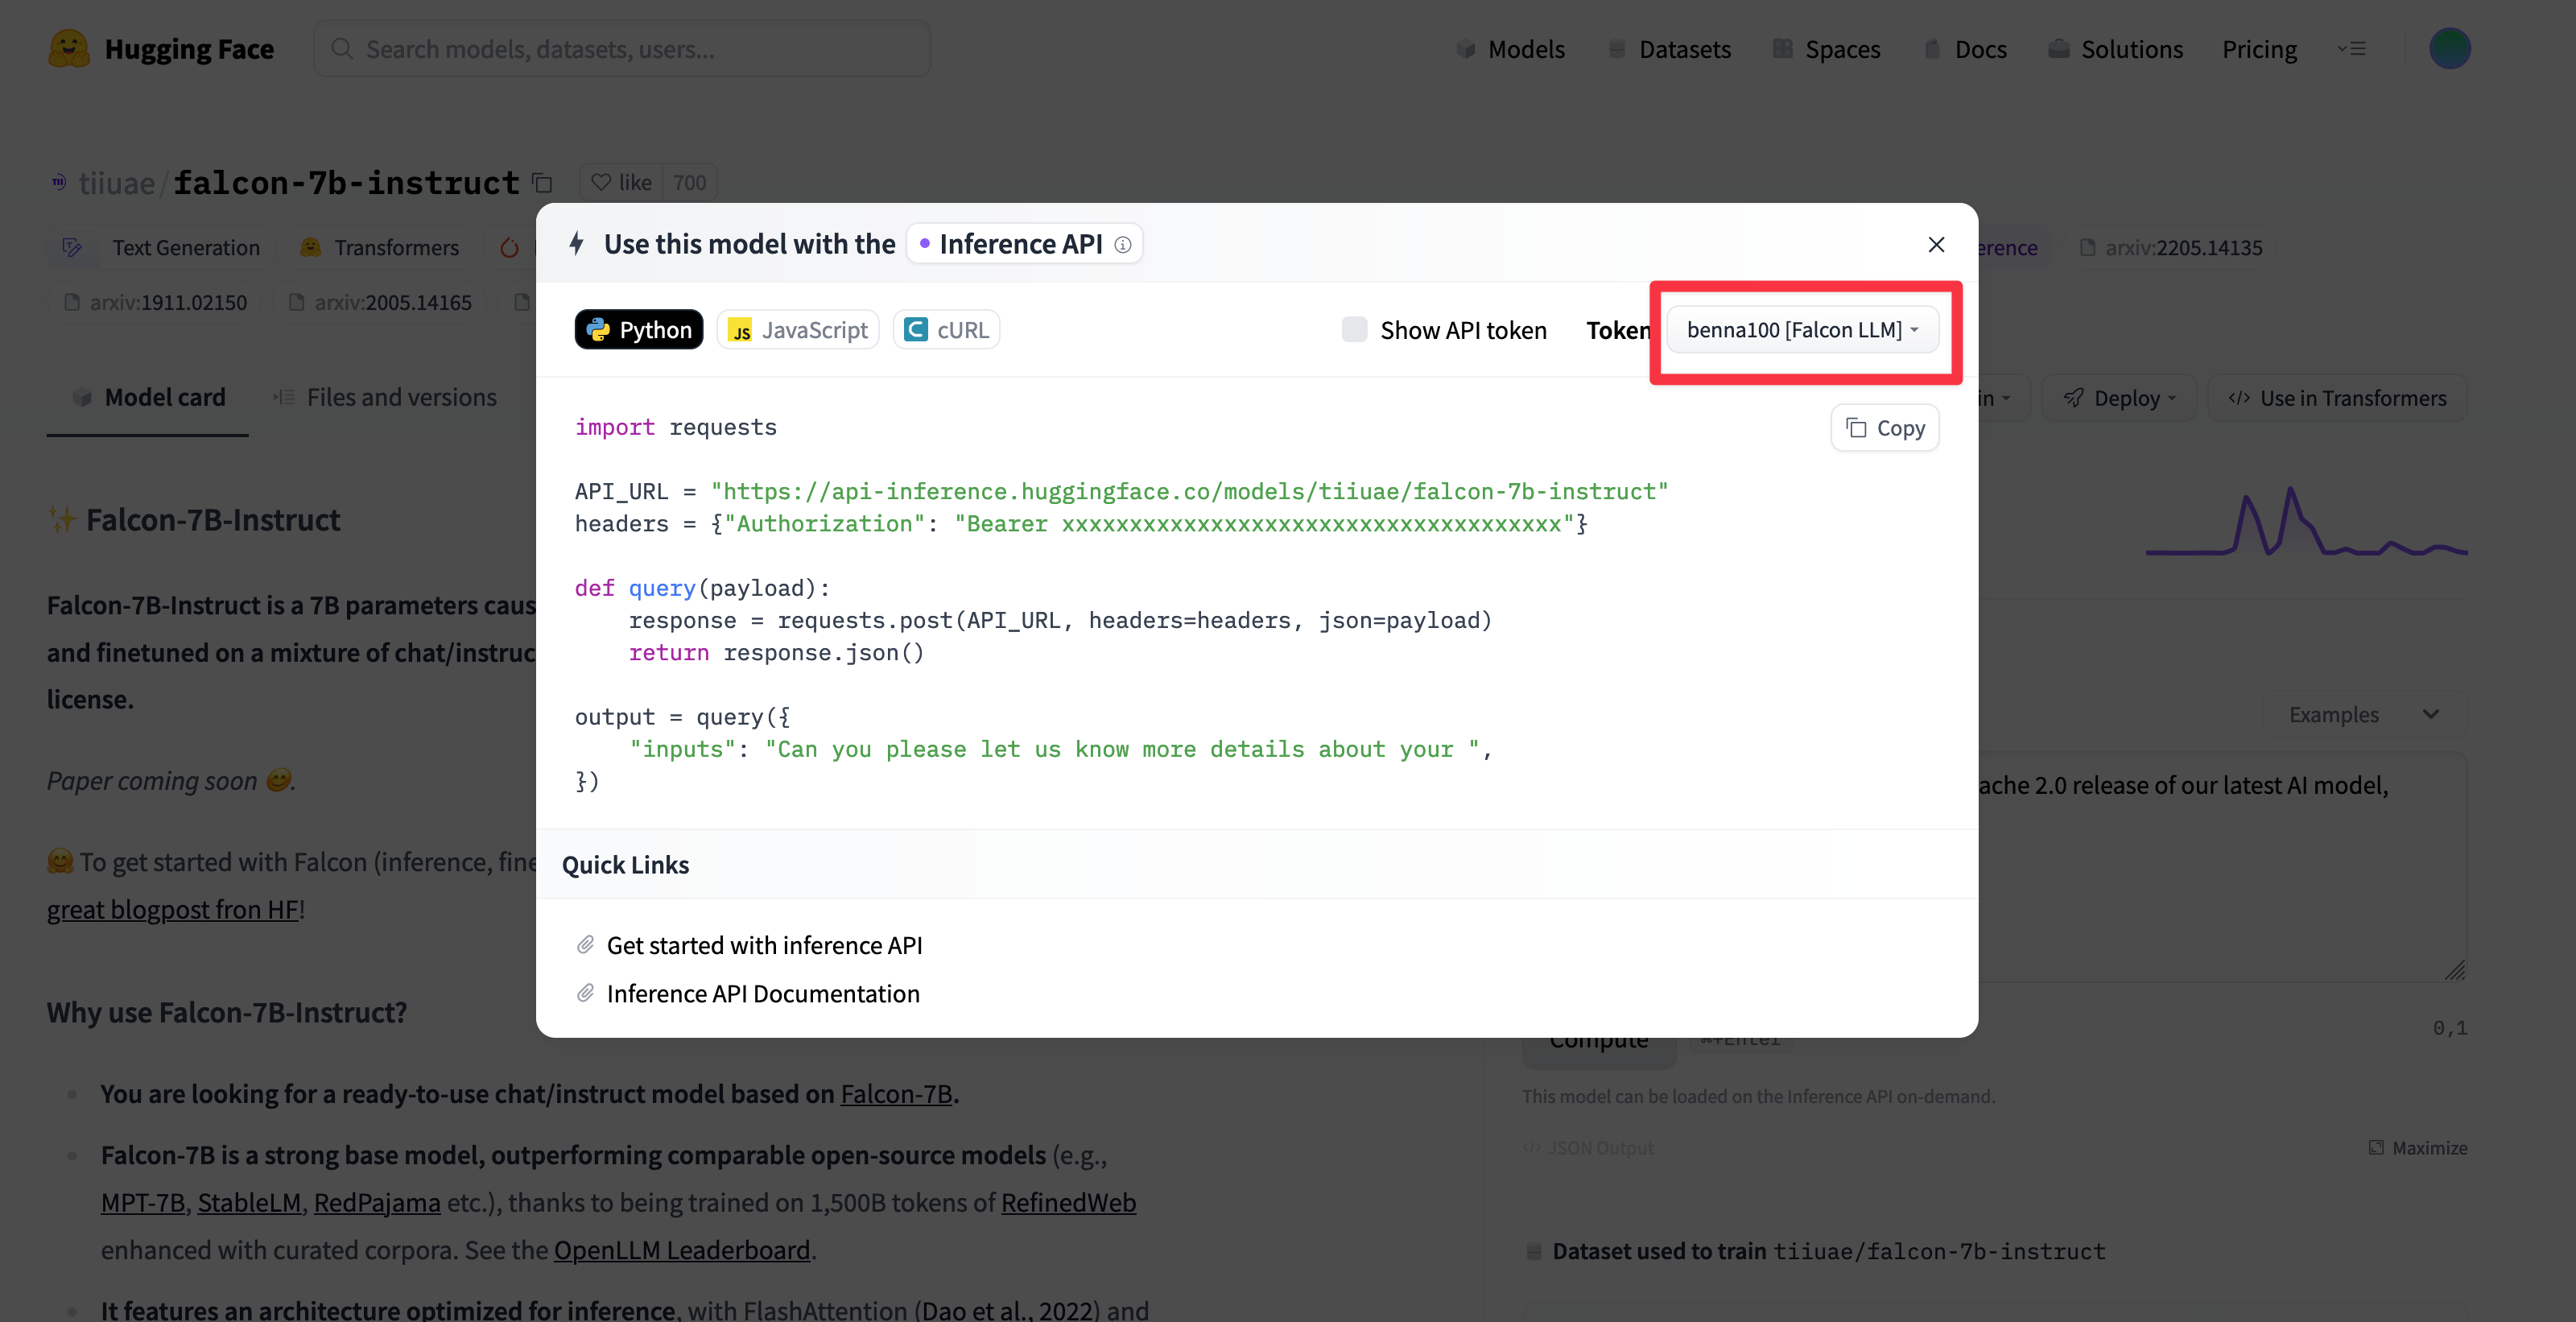 Hugging Face
Search models, datasets, users...
Models
Datasets
Spaces
Docs
Solutions
Pricing
tiiuae/falcon-7b-instruct
like 700
Text Generation
Transformers
arxiv:2205.14135
arxiv:1911.02150
arxiv:2005.14165
Model card
Files and versions
Deploy
</> Use in Transformers
Use this model with the Inference API
Python
JS JavaScript
C cURL
Show API token
Token
benna100 [Falcon LLM]
Copy
import requests
API_URL = "https://api-inference.huggingface.co/models/tiiuae/falcon-7b-instruct"
headers = {"Authorization": "Bearer xxxxxxxxxxxxxxxxxxxxxxxxxxxxxxxxxxxxx"}
def query(payload):
response = requests.post(API_URL, headers=headers, json=payload)
return response.json()
output = query({
"inputs": "Can you please let us know more details about your ",
})
Quick Links
Get started with inference API
Inference API Documentation
✨ Falcon-7B-Instruct
Falcon-7B-Instruct is a 7B parameters
and finetuned on a mixture of
license.
Paper coming soon 😊.
🤗 To get started with Falcon (inference,
great blogpost fron HF!
Why use Falcon-7B-Instruct?
You are looking for a ready-to-use chat/instruct model based on Falcon-7B.
Falcon-7B is a strong base model, outperforming comparable open-source models (e.g.,
MPT-7B, StableLM, RedPajama etc.), thanks to being trained on 1,500B tokens of RefinedWeb
enhanced with curated corpora. See the OpenLLM Leaderboard.
It features an architecture optimized for inference, with FlashAttention (Dao et al., 2022) and
Examples
2.0 release of our latest AI model,
0,1
Compute
⌘+Enter
This model can be loaded on the Inference API on-demand.
</> JSON Output
Maximize
Dataset used to train tiiuae/falcon-7b-instruct